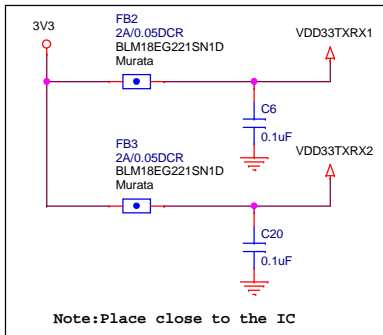 FB2
3V3
2A/0.05DCR
VDD33TXRX1
BLM18EG221SN1D
Murata
C6
0.1uF
FB3
2A/0.05DCR
VDD33TXRX2
BLM18EG221SN1D
Murata
C20
0.1uF
Note:Place close to the IC